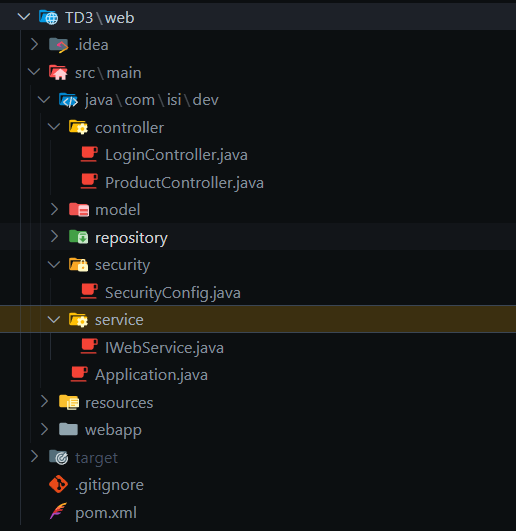 TD3\web
.idea
src\main
java\com\isi\dev
controller
LoginController.java
ProductController.java
model
repository
security
SecurityConfig.java
service
IWebService.java
Application.java
resources
webapp
target
.gitignore
pom.xml